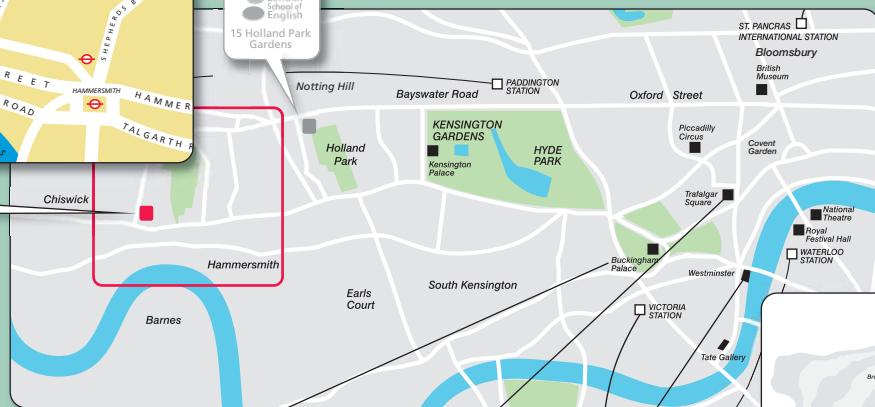 School of
English
15 Holland Park
Gardens
SHEPHERDS B
HAMMERSMITH
REET
ROAD
HAMMER
TALGARTH R
Notting Hill
PADDINGTON
STATION
Bayswater Road
Oxford Street
ST. PANCRAS
INTERNATIONAL STATION
Bloomsbury
British
Museum
KENSINGTON
GARDENS
Kensington
Palace
HYDE
PARK
Holland
Park
Piccadilly
Circus
Covent
Garden
Chiswick
Trafalgar
Square
National
Theatre
Royal
Festival Hall
WATERLOO
STATION
Hammersmith
Buckingham
Palace
Westminster
South Kensington
Earls
Court
VICTORIA
STATION
Barnes
Tate Gallery